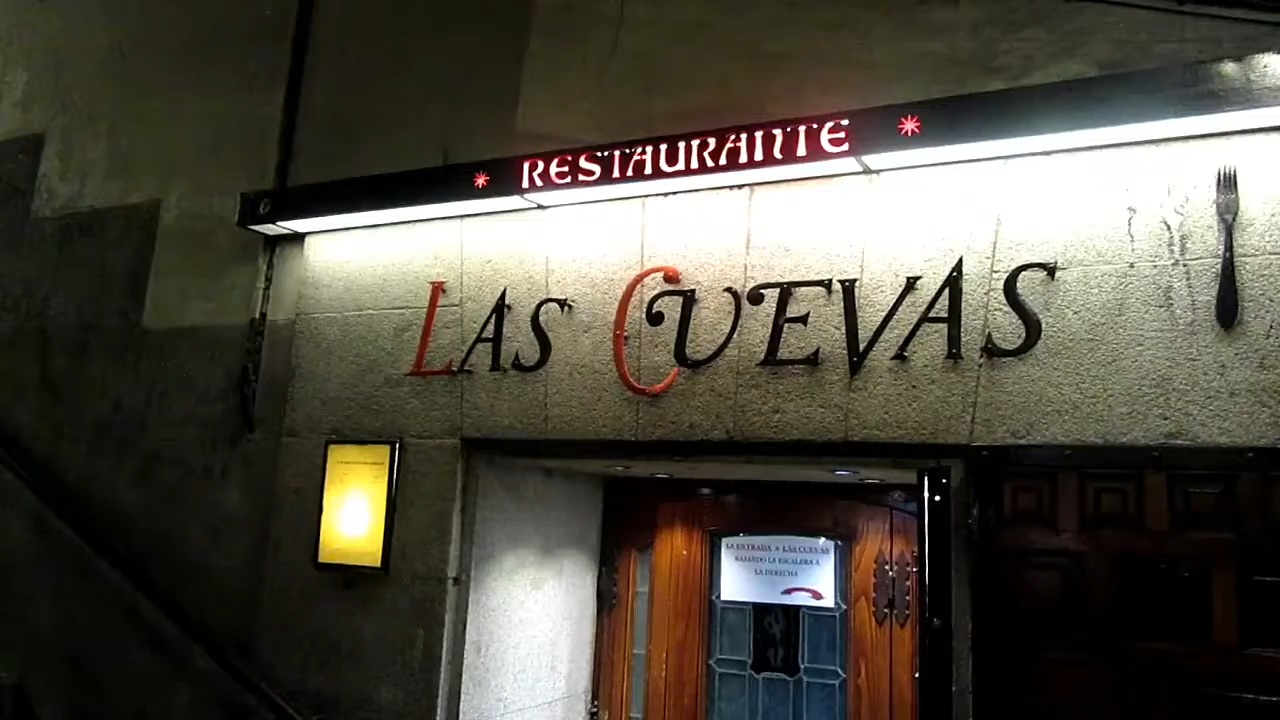 RESTAURANTE
LAS CUEVAS
LA ENTRADA A LAS CUEVAS
BAJANDO LA ESCALERA A
LA DERECHA